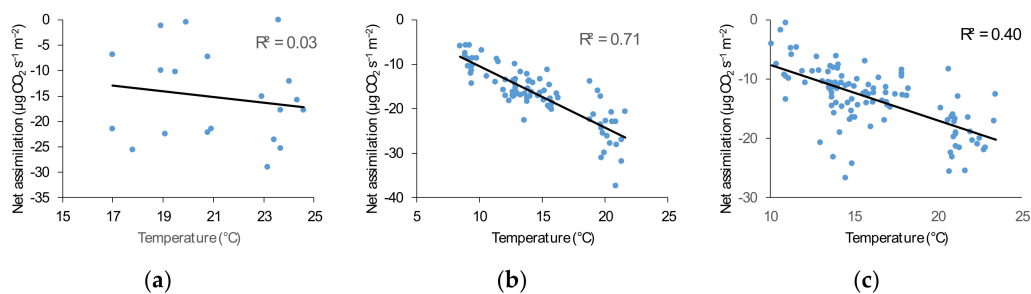 R² = 0.03
Net assimilation (µg CO₂ s⁻¹ m⁻²)
0
-5
-10
-15
-20
-25
-30
-35
15 17 19 21 23 25
Temperature (°C)
(a)
R² = 0.71
Net assimilation (µg CO₂ s⁻¹ m⁻²)
0
-10
-20
-30
-40
5 10 15 20 25
Temperature (°C)
(b)
R² = 0.40
Net assimilation (µg CO₂ s⁻¹ m⁻²)
0
-10
-20
-30
10 15 20 25
Temperature (°C)
(c)